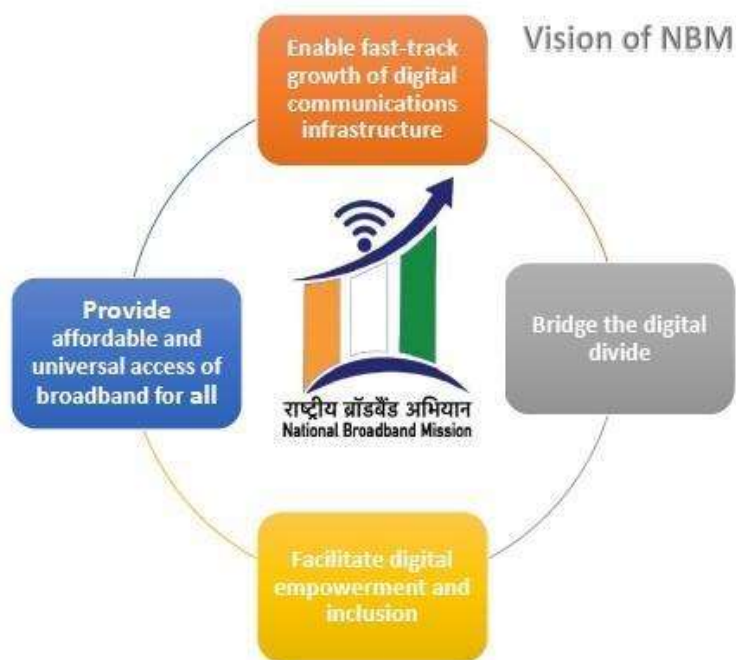 Vision of NBM
Enable fast-track
growth of digital
communications
infrastructure
Bridge the digital
divide
Facilitate digital
empowerment and
inclusion
Provide
affordable and
universal access of
broadband for all
राष्ट्रीय ब्रॉडबैंड अभियान
National Broadband Mission